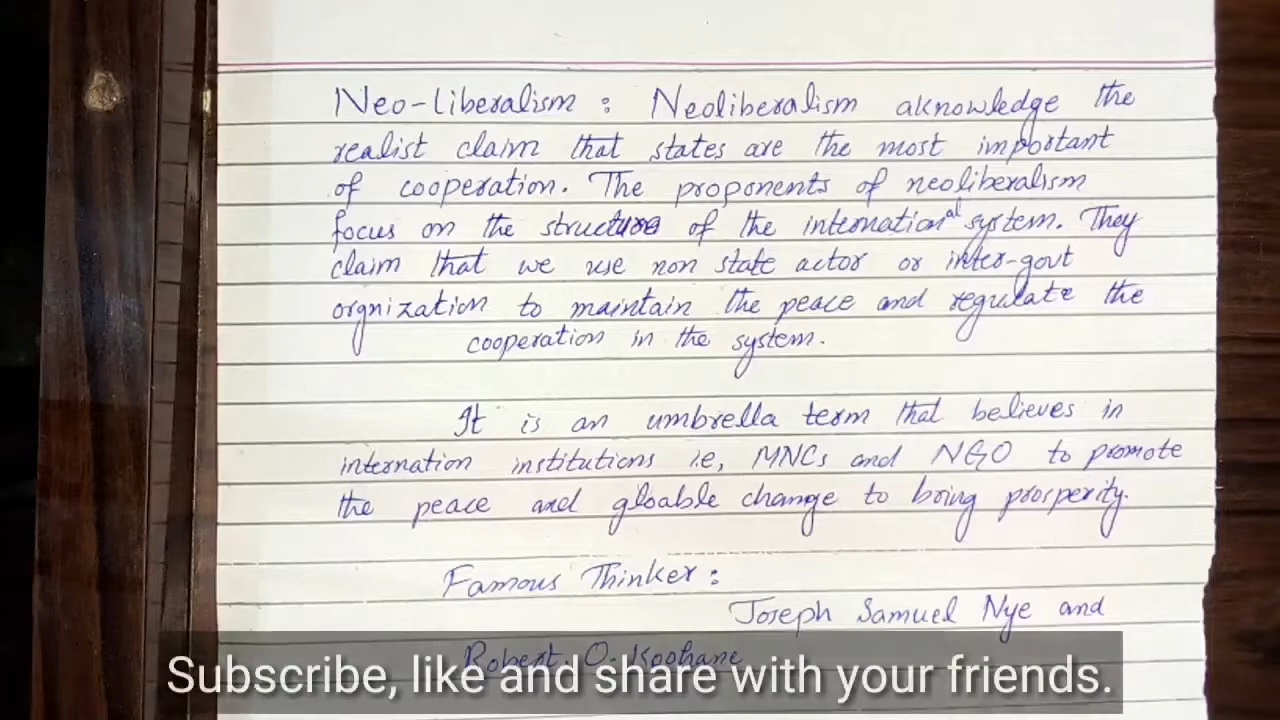 Neo-liberalism : Neoliberalism aknowledge the
realist claim that states are the most important
of cooperation. The proponents of neoliberalism
focus on the structure of the international system. They
claim that we use non state actor or inter-govt
orgnization to maintain the peace and regulate the
cooperation in the system.
It is an umbrella term that believes in
internation institutions i.e, MNCs and NGO to promote
the peace and gloable change to bring prosperity.
Famous Thinker :
Joseph Samuel Nye and
Robert. O. Koohane
Subscribe, like and share with your friends.